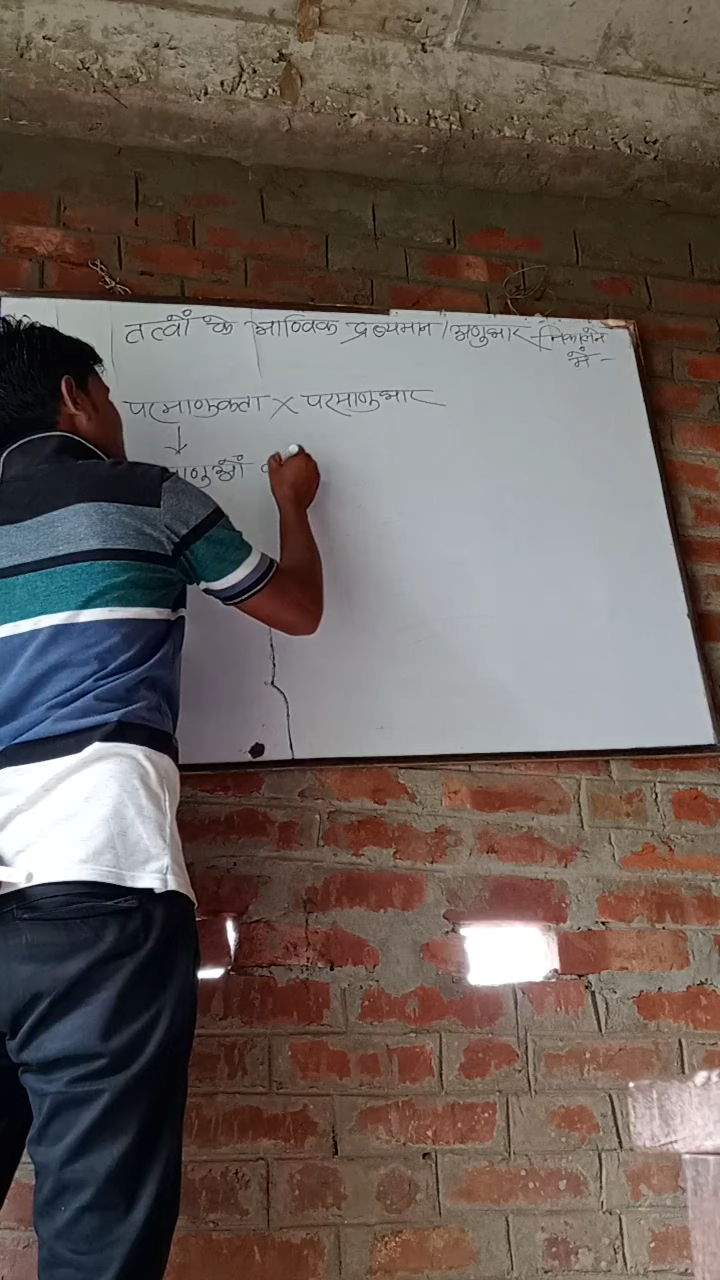 तत्वों के आण्विक द्रव्यमान / अणुभार निकालने
में -
परमाणुकता × परमाणुभार
↓